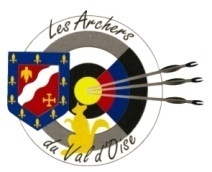 Les Archers
du Val d'Oise